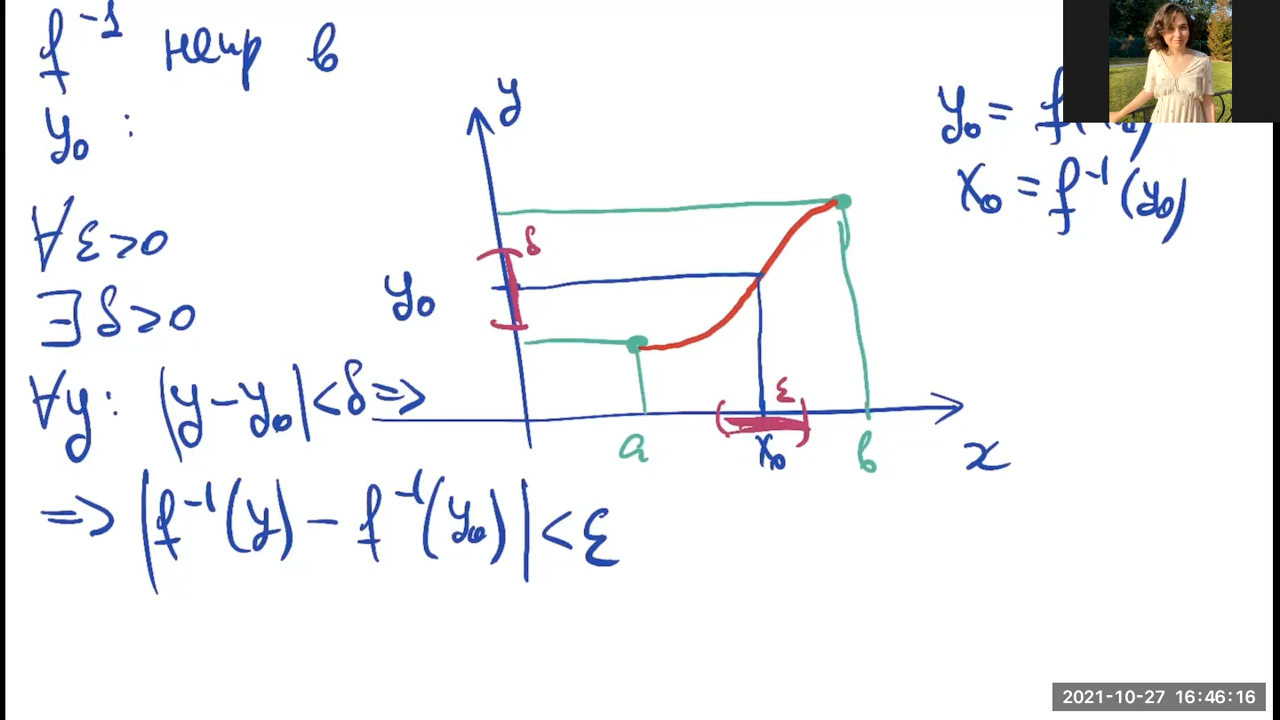 f⁻¹ непр в
y₀ :
∀ε>0
∃δ>0
∀y: |y-y₀|<δ=>
=> |f⁻¹(y) - f⁻¹(y₀)| < ε
y
δ
y₀
ε
a
x₀
b
x
y₀ =
x₀ = f⁻¹(y₀)
2021-10-27 16:46:16